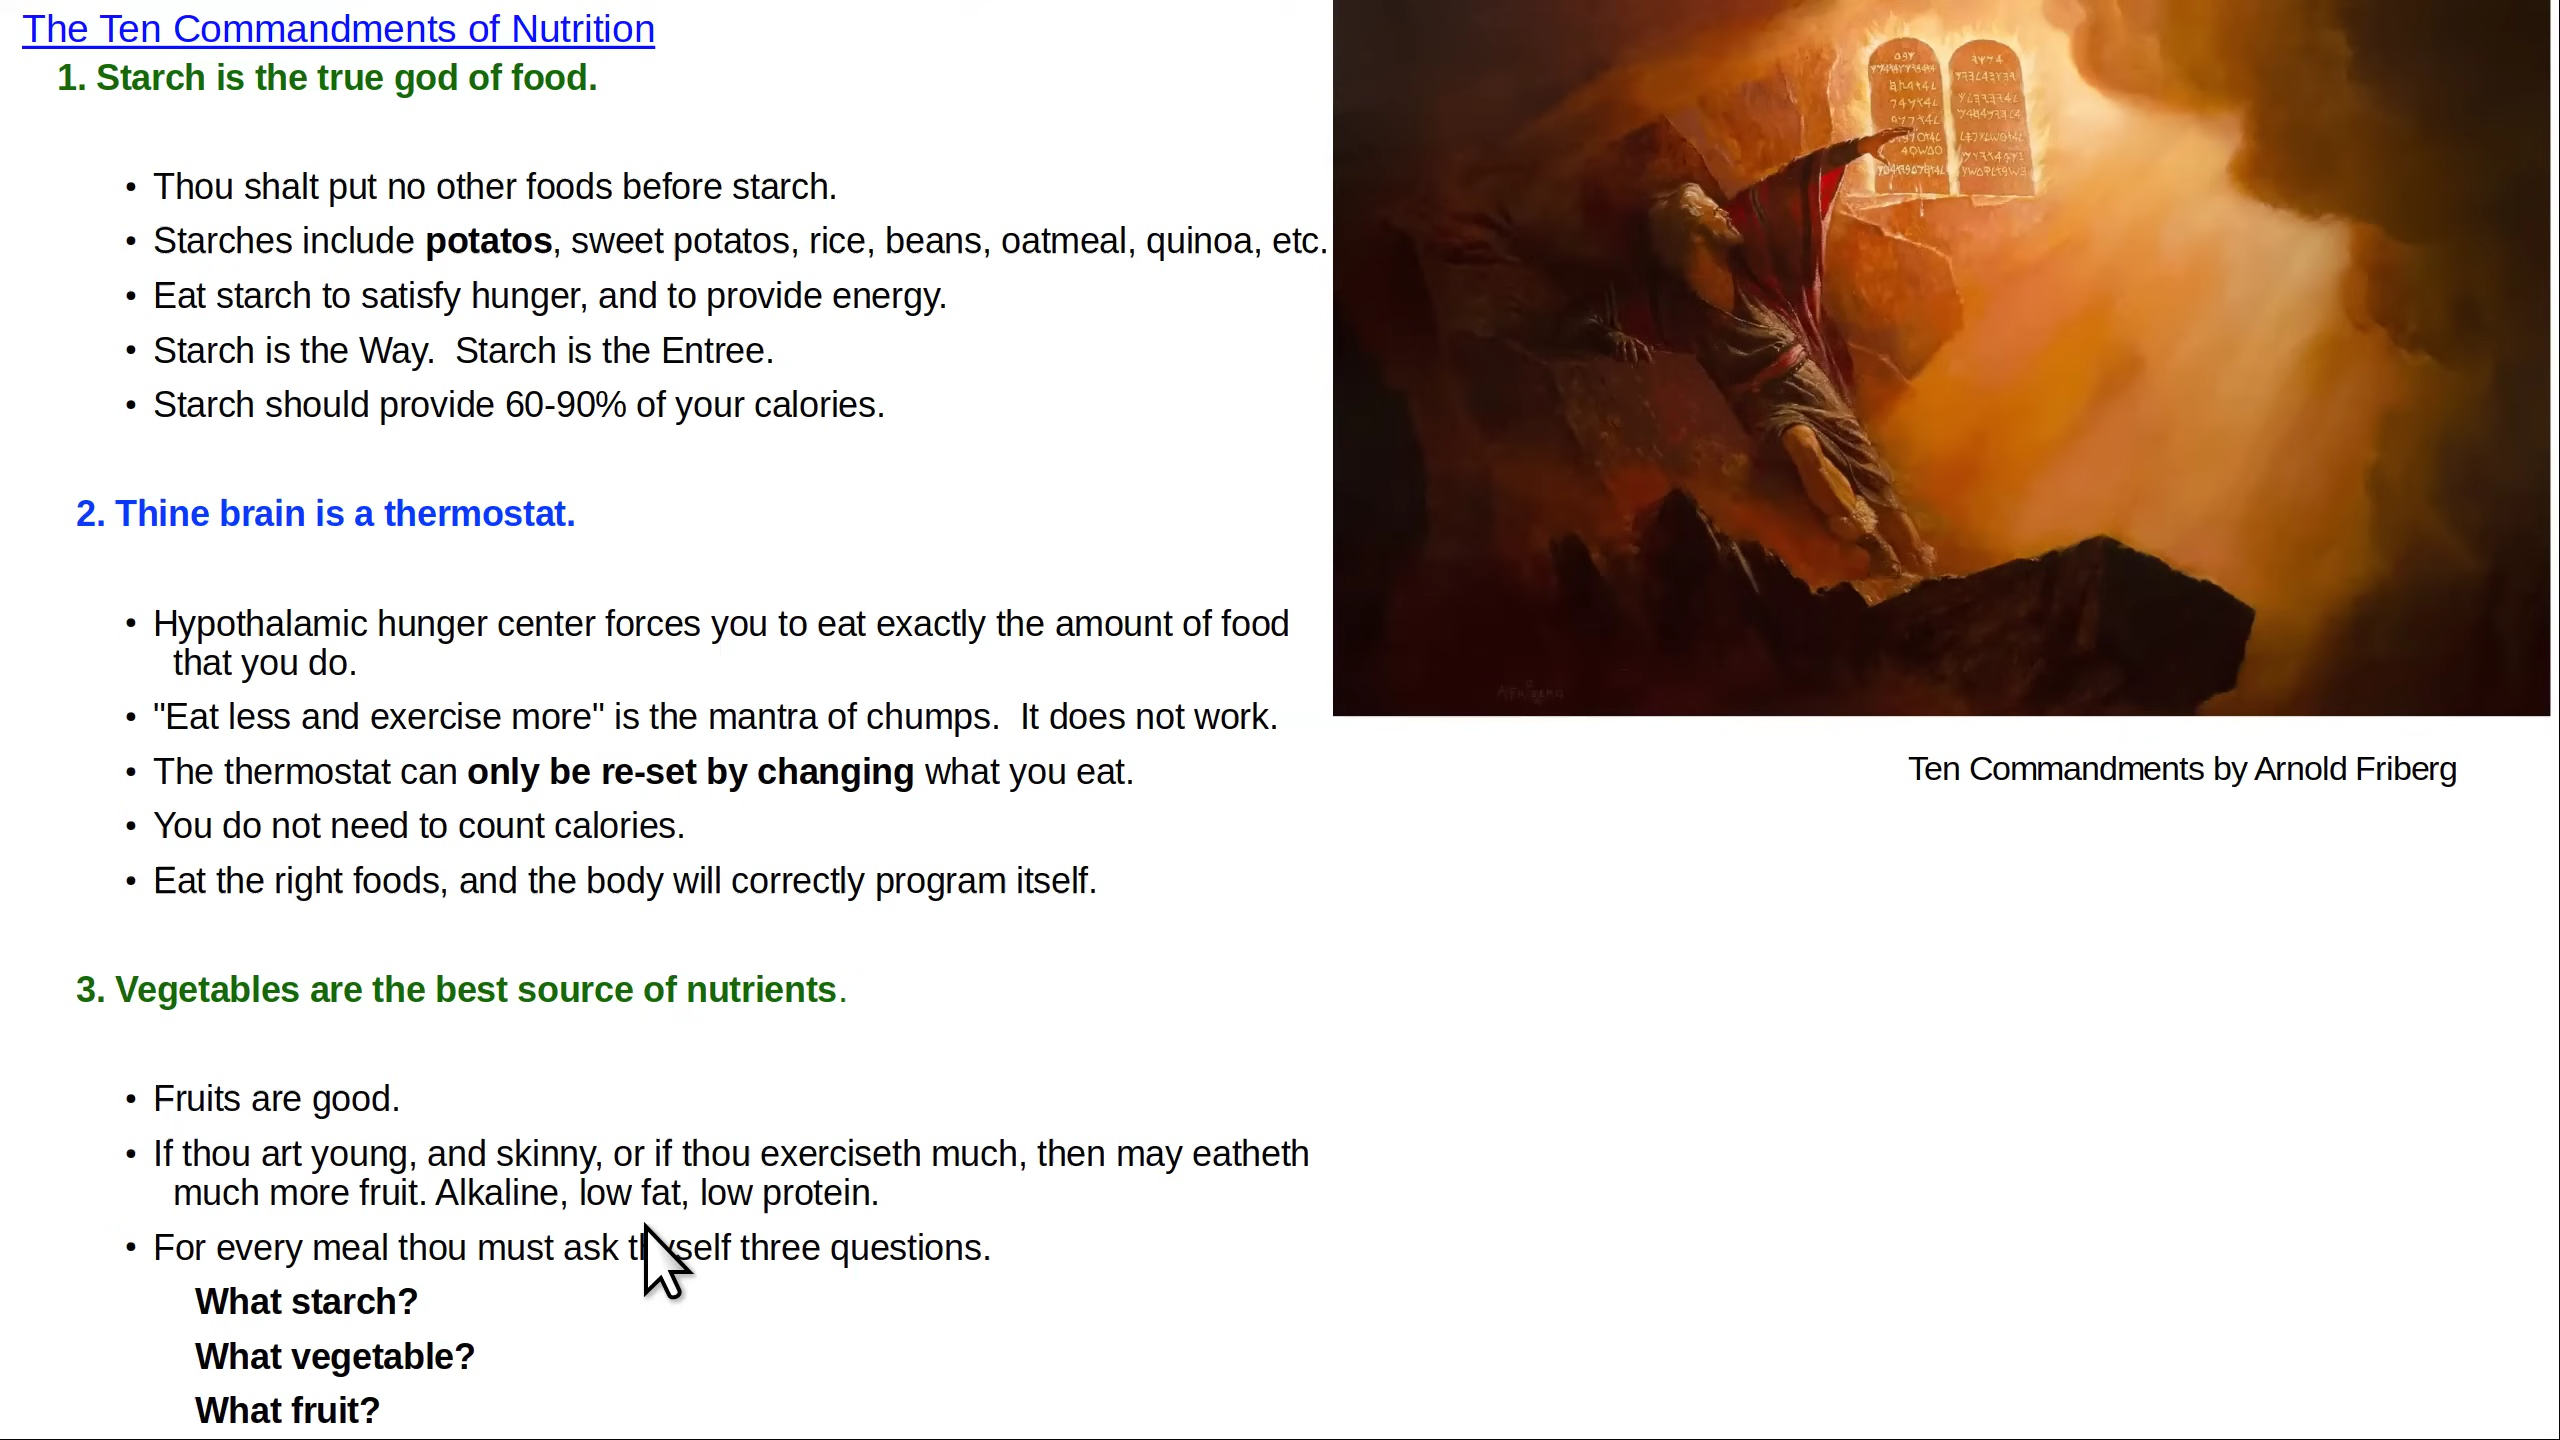 The Ten Commandments of Nutrition
1. Starch is the true god of food.
• Thou shalt put no other foods before starch.
• Starches include potatos, sweet potatos, rice, beans, oatmeal, quinoa, etc.
• Eat starch to satisfy hunger, and to provide energy.
• Starch is the Way.  Starch is the Entree.
• Starch should provide 60-90% of your calories.
2. Thine brain is a thermostat.
• Hypothalamic hunger center forces you to eat exactly the amount of food
that you do.
• "Eat less and exercise more" is the mantra of chumps.  It does not work.
• The thermostat can only be re-set by changing what you eat.
• You do not need to count calories.
• Eat the right foods, and the body will correctly program itself.
3. Vegetables are the best source of nutrients.
• Fruits are good.
• If thou art young, and skinny, or if thou exerciseth much, then may eatheth
much more fruit. Alkaline, low fat, low protein.
• For every meal thou must ask thyself three questions.
What starch?
What vegetable?
What fruit?
Ten Commandments by Arnold Friberg